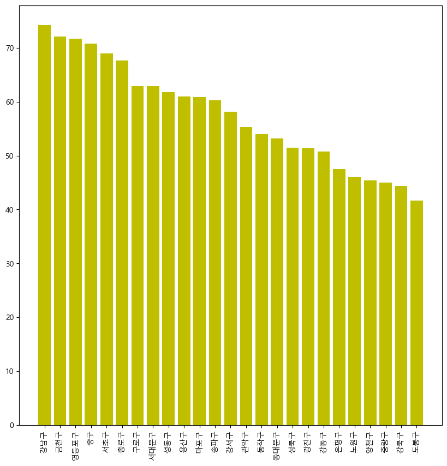 70
60
50
40
30
20
10
0
강남구
금천구
영등포구
중구
서초구
종로구
구로구
서대문구
성동구
용산구
마포구
송파구
강서구
관악구
동작구
동대문구
성북구
광진구
강동구
은평구
노원구
양천구
중랑구
강북구
도봉구